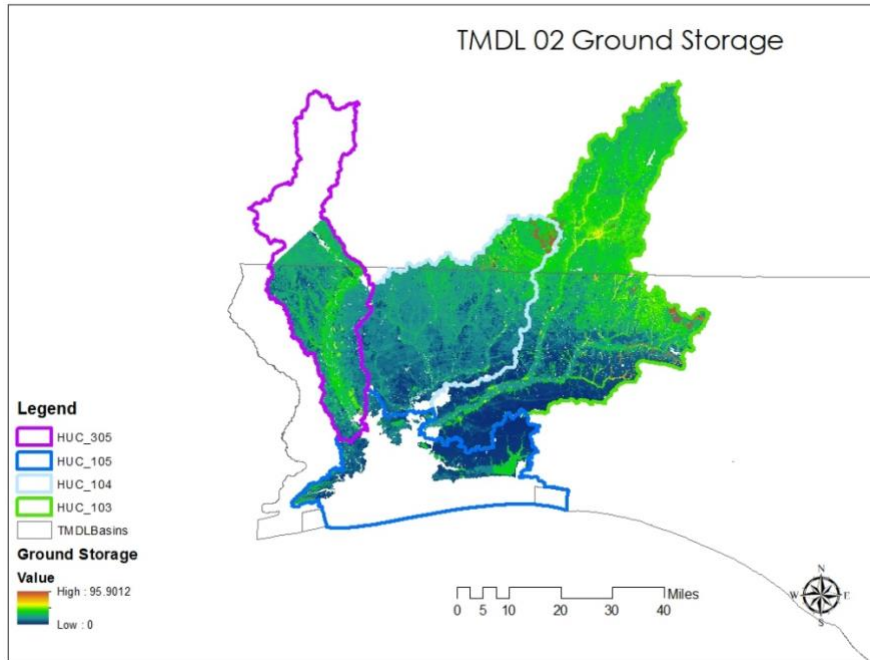 TMDL 02 Ground Storage
Legend
HUC_305
HUC_105
HUC_104
HUC_103
TMDLBasins
Ground Storage
Value
High : 95.9012
Low : 0
Miles
0 5 10 20 30 40
N
W E
S